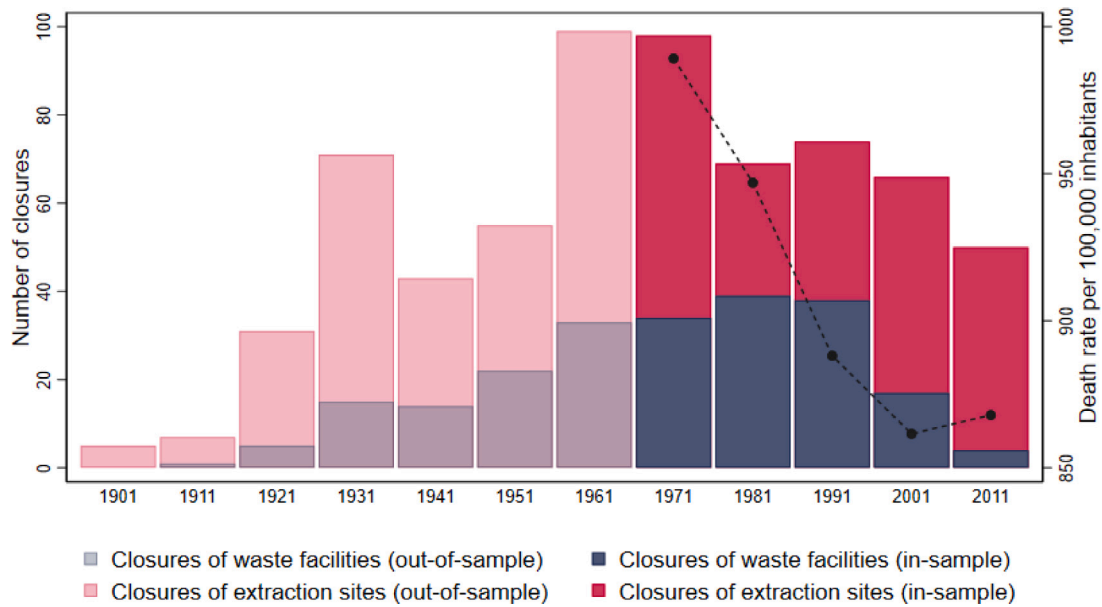 Number of closures
0
20
40
60
80
100
850
900
950
1000
Death rate per 100,000 inhabitants
1901 1911 1921 1931 1941 1951 1961 1971 1981 1991 2001 2011
Closures of waste facilities (out-of-sample) Closures of waste facilities (in-sample)
Closures of extraction sites (out-of-sample) Closures of extraction sites (in-sample)